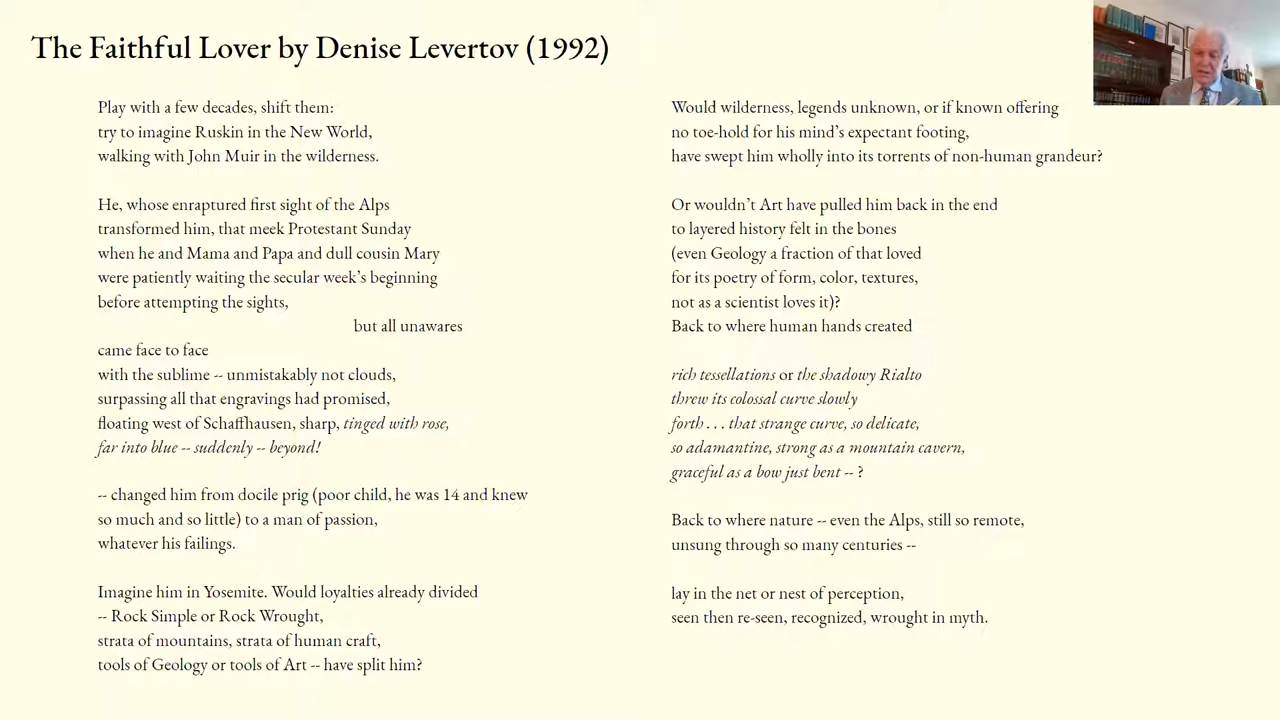 The Faithful Lover by Denise Levertov (1992)
Play with a few decades, shift them:
try to imagine Ruskin in the New World,
walking with John Muir in the wilderness.
He, whose enraptured first sight of the Alps
transformed him, that meek Protestant Sunday
when he and Mama and Papa and dull cousin Mary
were patiently waiting the secular week's beginning
before attempting the sights,
but all unawares
came face to face
with the sublime -- unmistakably not clouds,
surpassing all that engravings had promised,
floating west of Schaffhausen, sharp, tinged with rose,
far into blue -- suddenly -- beyond!
-- changed him from docile prig (poor child, he was 14 and knew
so much and so little) to a man of passion,
whatever his failings.
Imagine him in Yosemite. Would loyalties already divided
-- Rock Simple or Rock Wrought,
strata of mountains, strata of human craft,
tools of Geology or tools of Art -- have split him?
Would wilderness, legends unknown, or if known offering
no toe-hold for his mind's expectant footing,
have swept him wholly into its torrents of non-human grandeur?
Or wouldn't Art have pulled him back in the end
to layered history felt in the bones
(even Geology a fraction of that loved
for its poetry of form, color, textures,
not as a scientist loves it)?
Back to where human hands created
rich tessellations or the shadowy Rialto
threw its colossal curve slowly
forth . . . that strange curve, so delicate,
so adamantine, strong as a mountain cavern,
graceful as a bow just bent -- ?
Back to where nature -- even the Alps, still so remote,
unsung through so many centuries --
lay in the net or nest of perception,
seen then re-seen, recognized, wrought in myth.